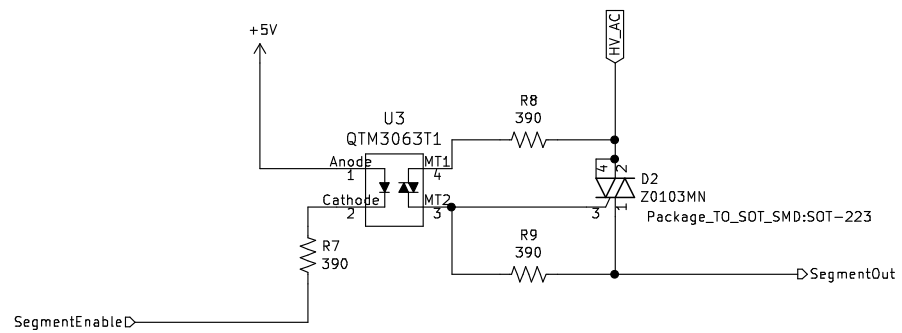 +5V
HV_AC
R8
390
U3
QTM3063T1
Anode
1
MT1
4
Cathode
2
MT2
3
4
2
D2
Z0103MN
3
1
Package_TO_SOT_SMD:SOT-223
R7
390
R9
390
SegmentOut
SegmentEnable